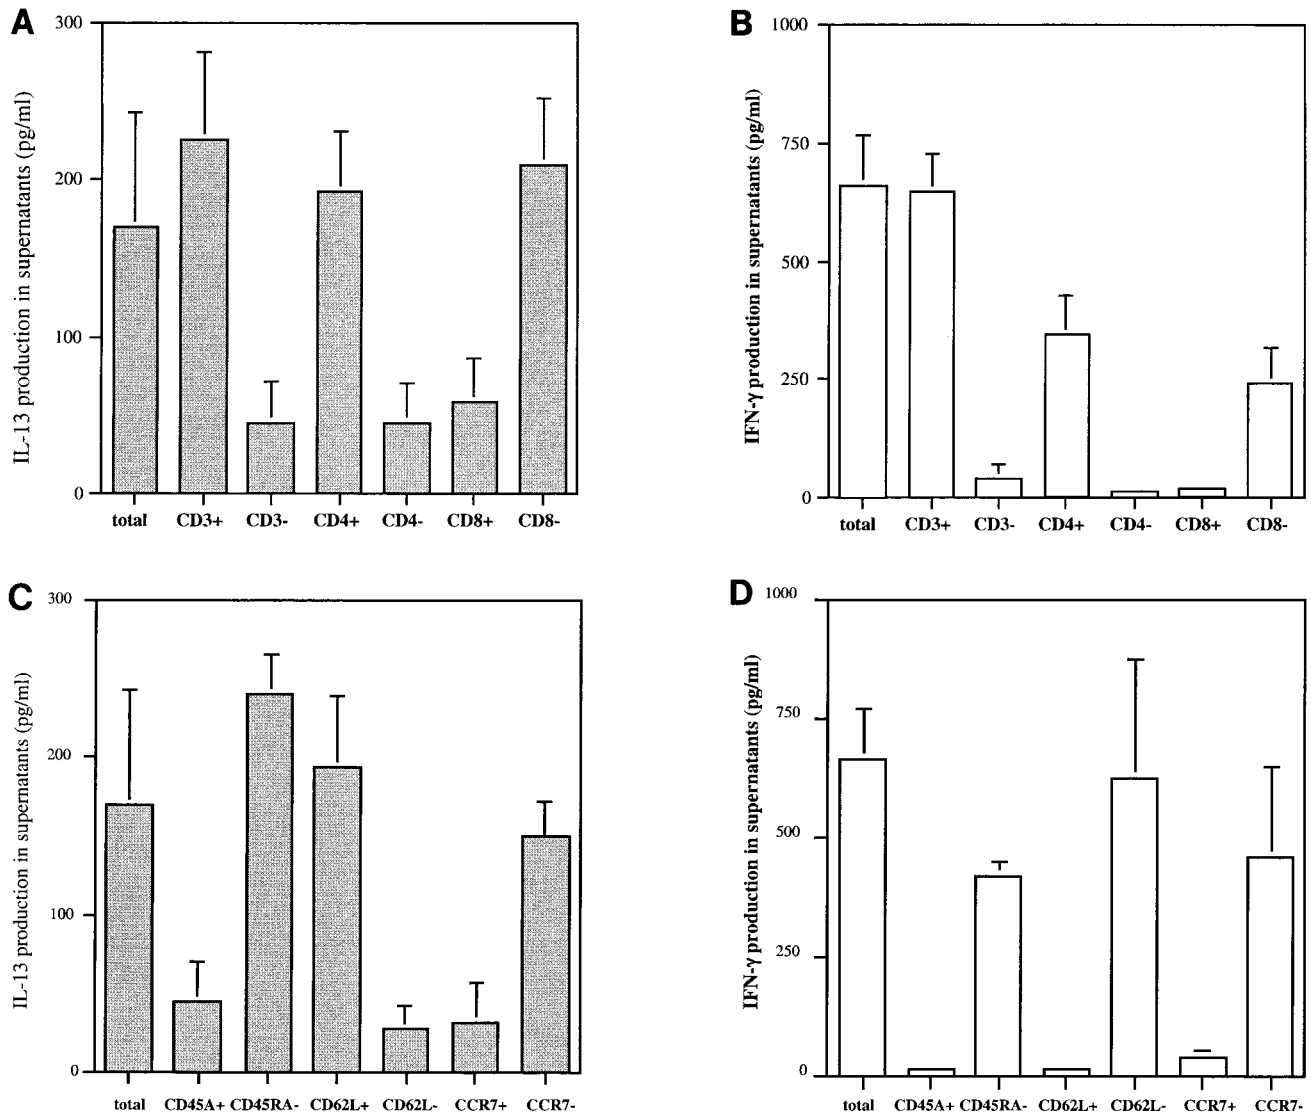 A
300
200
100
0
IL-13 production in supernatants (pg/ml)
total CD3+ CD3- CD4+ CD4- CD8+ CD8-
B
1000
750
500
250
0
IFN-γ production in supernatants (pg/ml)
total CD3+ CD3- CD4+ CD4- CD8+ CD8-
C
300
200
100
0
IL-13 production in supernatants (pg/ml)
total CD45A+ CD45RA- CD62L+ CD62L- CCR7+ CCR7-
D
1000
750
500
250
0
IFN-γ production in supernatants (pg/ml)
total CD45A+ CD45RA- CD62L+ CD62L- CCR7+ CCR7-